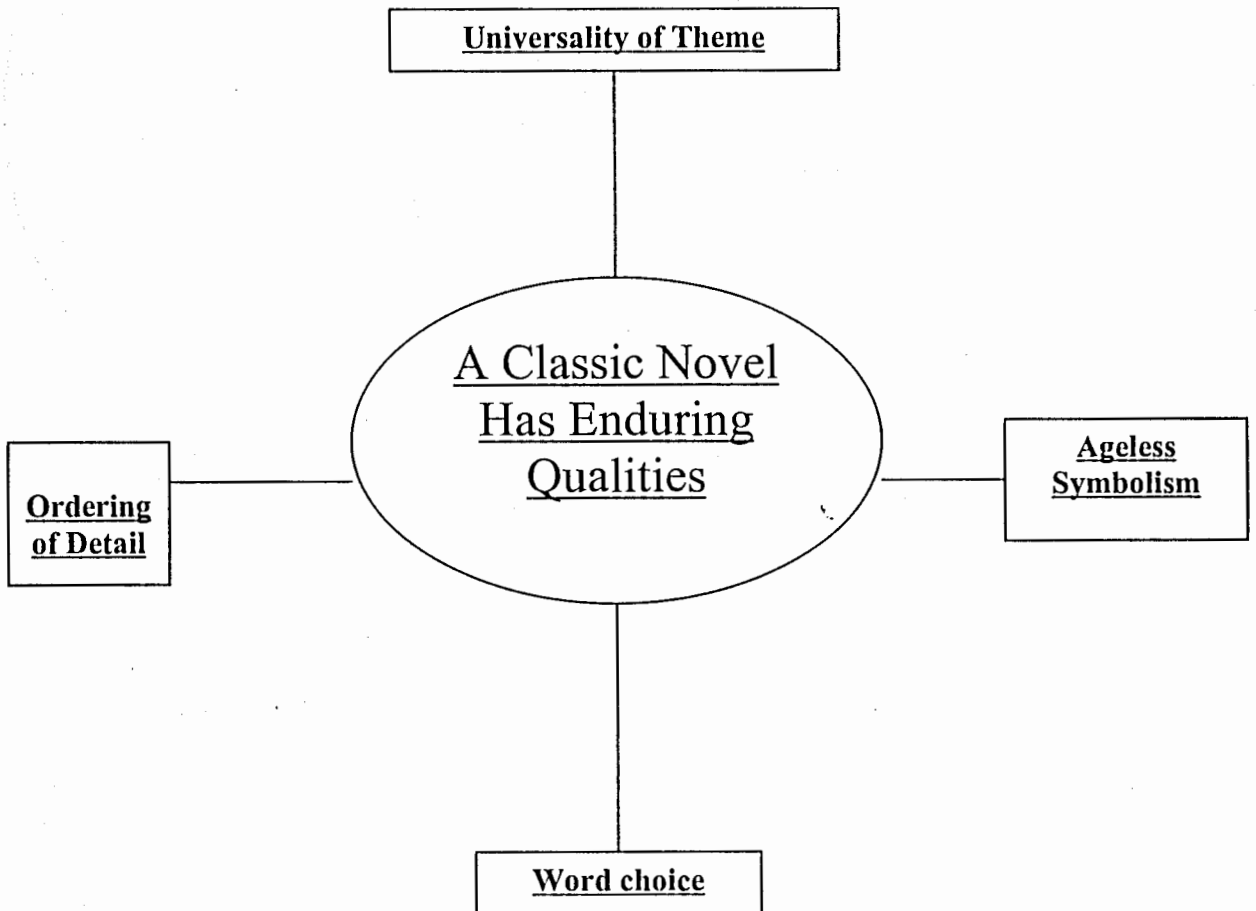 Universality of Theme
A Classic Novel
Has Enduring
Qualities
Ageless
Symbolism
Ordering
of Detail
Word choice